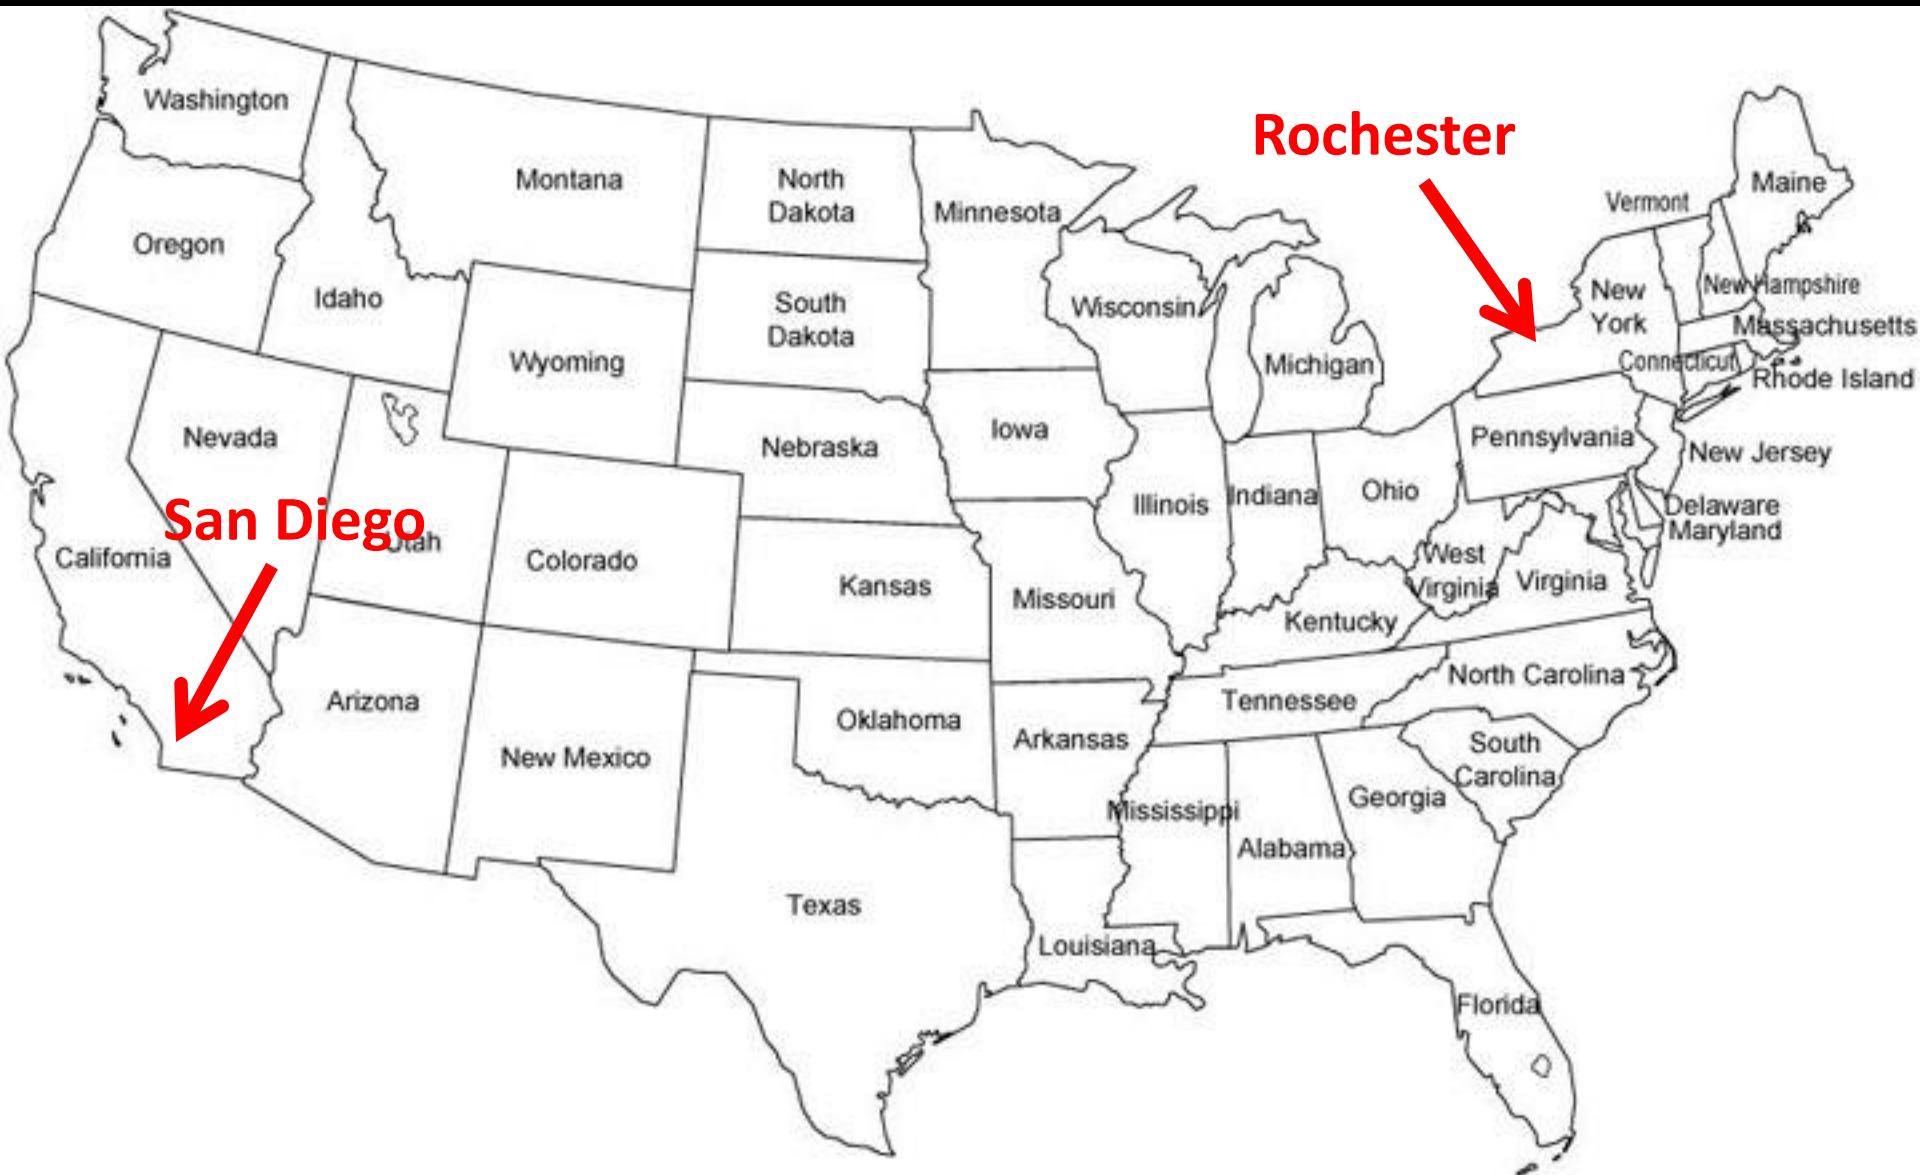 Washington
Rochester
Montana
North
Dakota
Minnesota
Vermont
Maine
Oregon
Idaho
South
Dakota
Wisconsin
New
York
New Hampshire
Massachusetts
Wyoming
Michigan
Connecticut
Rhode Island
Nevada
Nebraska
Iowa
Pennsylvania
New Jersey
San Diego
Utah
California
Colorado
Kansas
Missouri
Illinois
Indiana
Ohio
Delaware
Maryland
West
Virginia
Virginia
Kentucky
North Carolina
Arizona
New Mexico
Oklahoma
Arkansas
Tennessee
South
Carolina
Mississippi
Alabama
Georgia
Texas
Louisiana
Florida